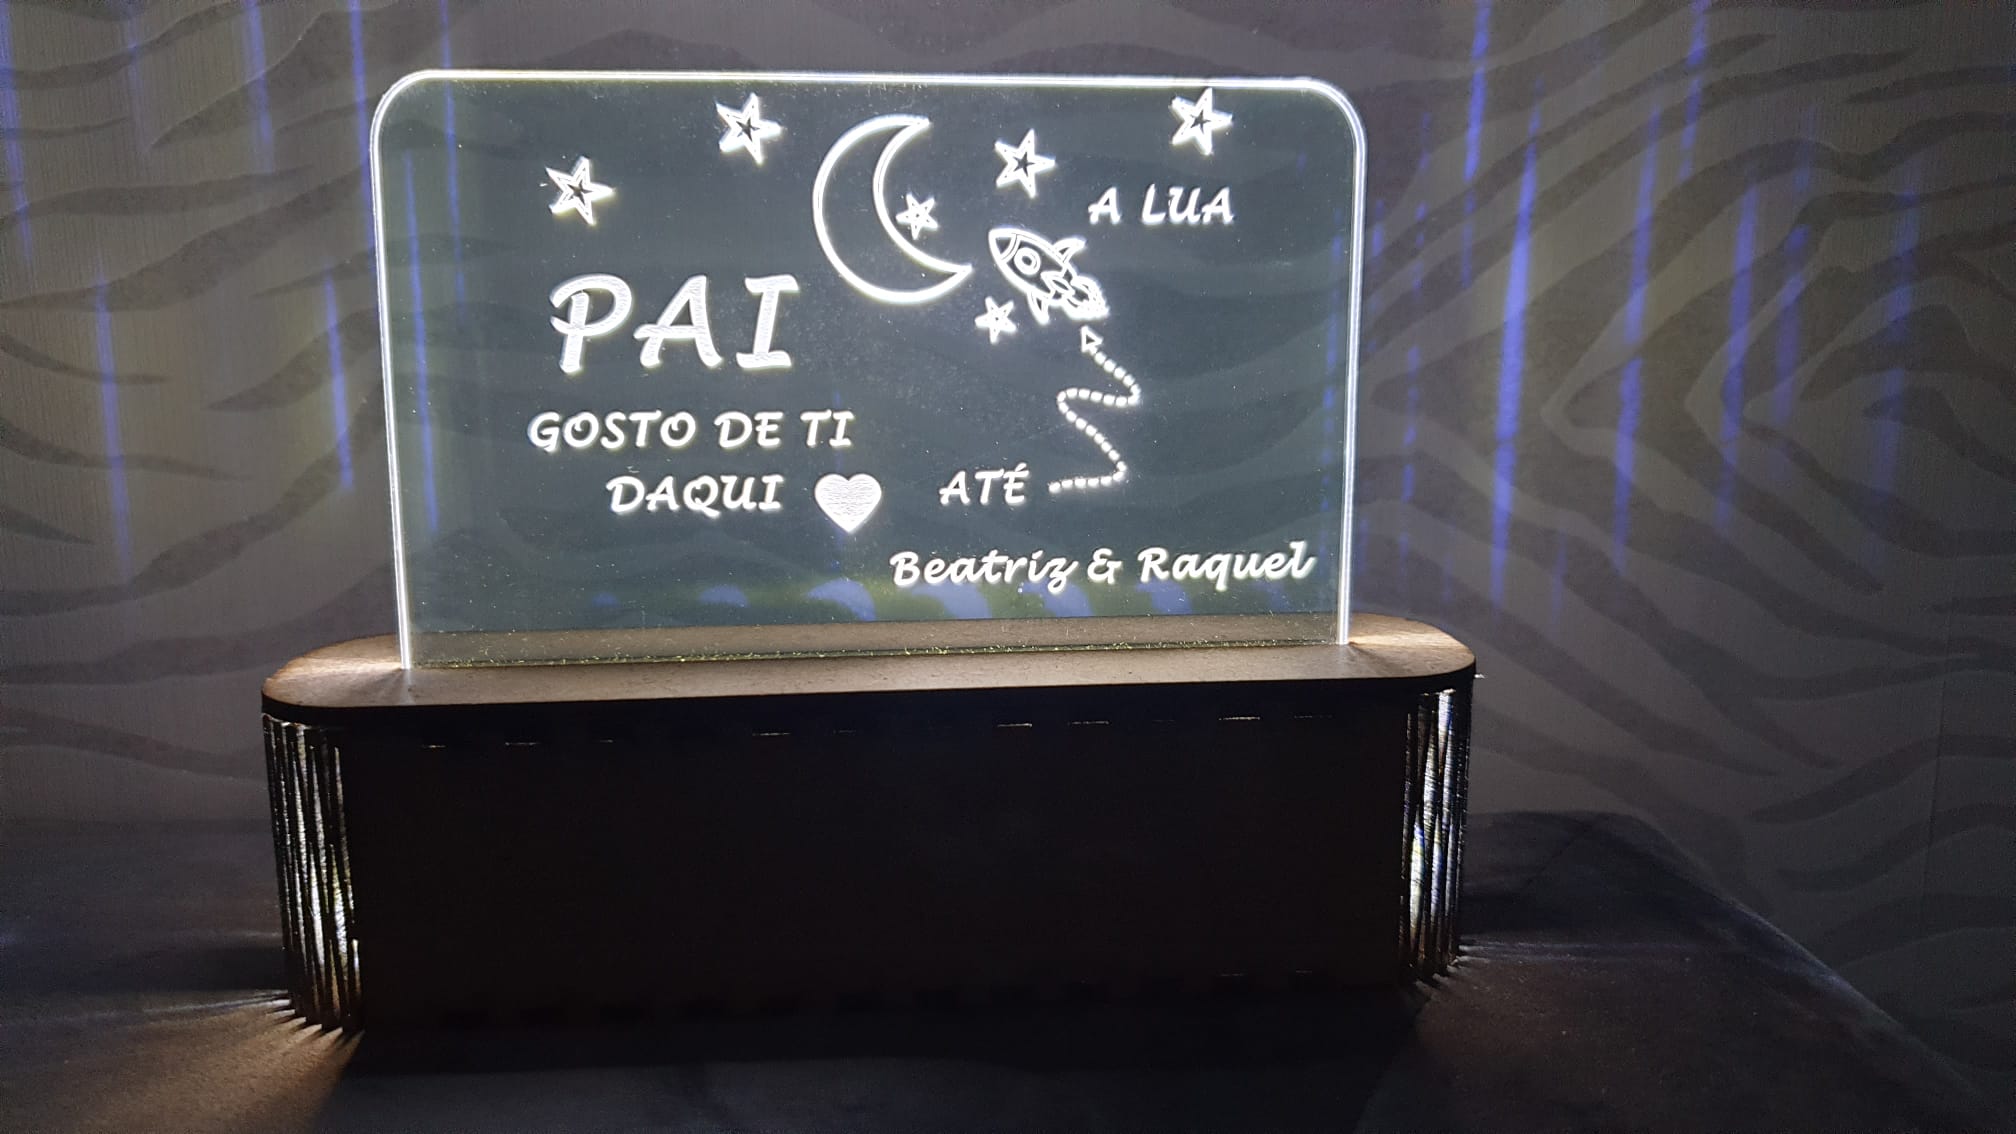 PAI
GOSTO DE TI
DAQUI ATÉ
A LUA
Beatriz & Raquel